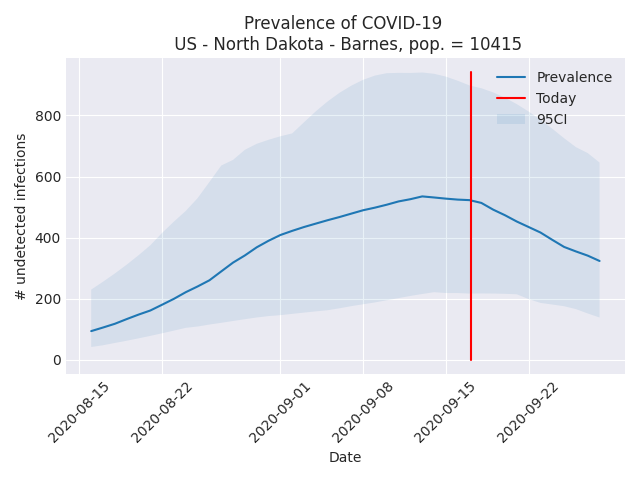 Prevalence of COVID-19
US - North Dakota - Barnes, pop. = 10415
Prevalence
Today
95CI
# undetected infections
800
600
400
200
0
2020-08-15
2020-08-22
2020-09-01
2020-09-08
2020-09-15
2020-09-22
Date